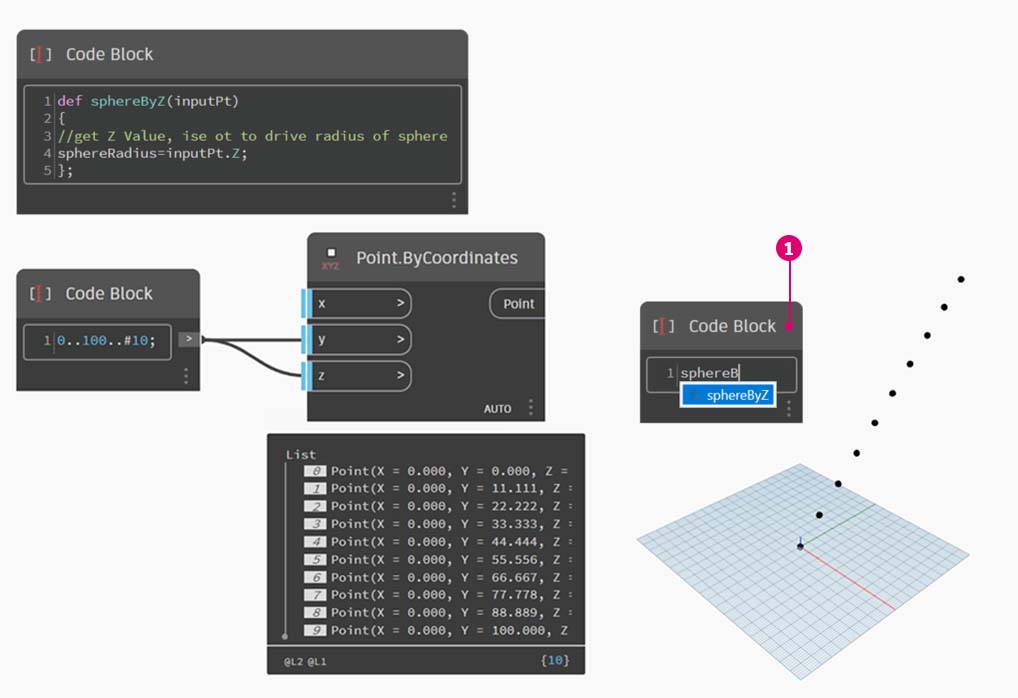 [I] Code Block
1 def sphereByZ(inputPt)
2 {
3 //get Z Value, ise ot to drive radius of sphere
4 sphereRadius=inputPt.Z;
5 };
XYZ Point.ByCoordinates
x >
Point
y >
z >
AUTO
[I] Code Block
1 0..100..#10; >
1
[I] Code Block
1 sphereB
sphereByZ
List
0 Point(X = 0.000, Y = 0.000, Z =
1 Point(X = 0.000, Y = 11.111, Z =
2 Point(X = 0.000, Y = 22.222, Z =
3 Point(X = 0.000, Y = 33.333, Z =
4 Point(X = 0.000, Y = 44.444, Z =
5 Point(X = 0.000, Y = 55.556, Z =
6 Point(X = 0.000, Y = 66.667, Z =
7 Point(X = 0.000, Y = 77.778, Z =
8 Point(X = 0.000, Y = 88.889, Z =
9 Point(X = 0.000, Y = 100.000, Z
@L2 @L1 {10}